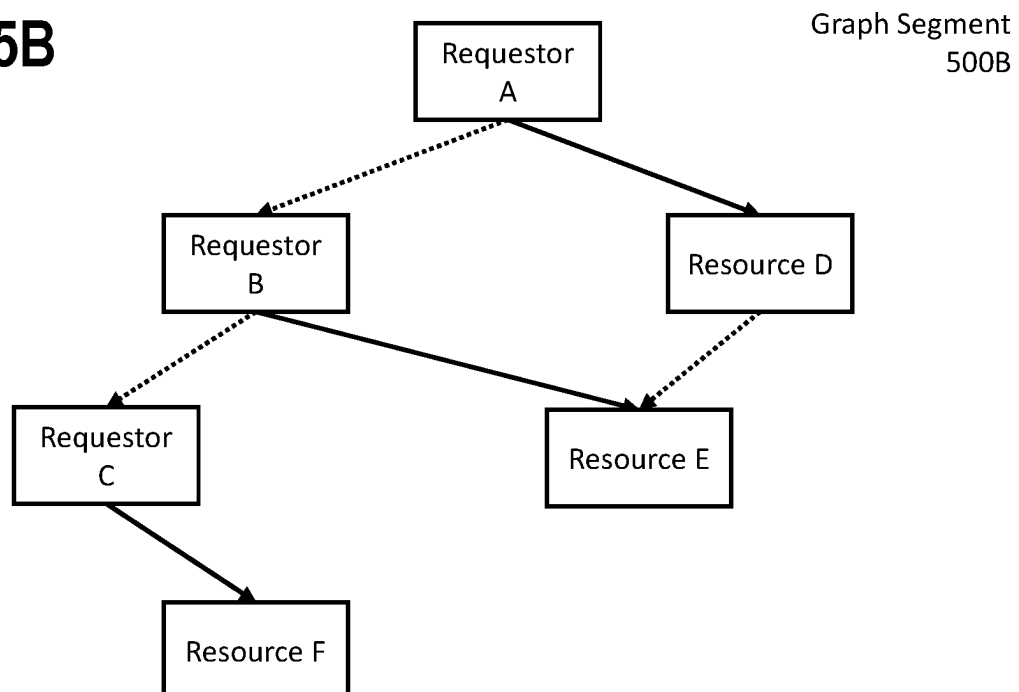 5B
Graph Segment
500B
Requestor
A
Requestor
B
Resource D
Requestor
C
Resource E
Resource F